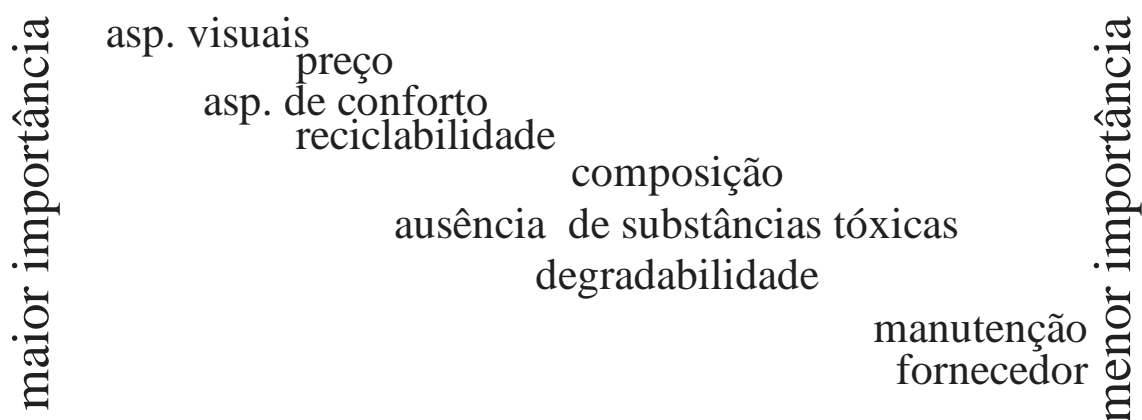 maior importância
asp. visuais
preço
asp. de conforto
reciclabilidade
composição
ausência de substâncias tóxicas
degradabilidade
manutenção
fornecedor
menor importância